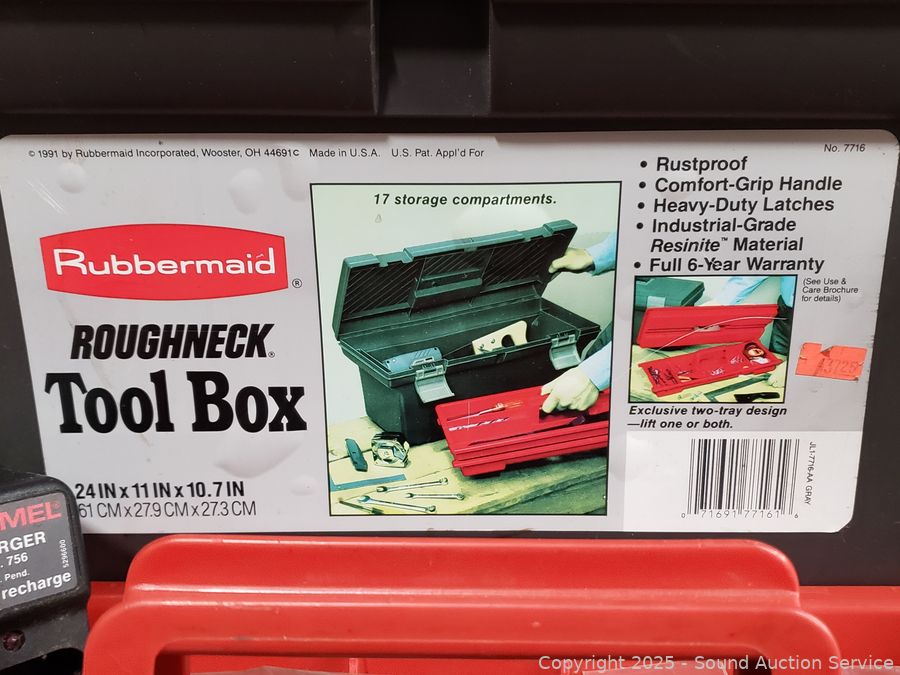 © 1991 by Rubbermaid Incorporated, Wooster, OH 44691C Made in U.S.A. U.S. Pat. Appl'd For
No. 7716
Rubbermaid®
ROUGHNECK®
Tool Box
24 IN x 11 IN x 10.7 IN
61 CM x 27.9 CM x 27.3 CM
17 storage compartments.
• Rustproof
• Comfort-Grip Handle
• Heavy-Duty Latches
• Industrial-Grade
Resinite™ Material
• Full 6-Year Warranty
(See Use &
Care Brochure
for details)
Exclusive two-tray design
—lift one or both.
JL1-7716-AA GRAY
0 71691 77161 6
MEL®
RGER
. 756
. Pend.
recharge
Copyright 2025 - Sound Auction Service